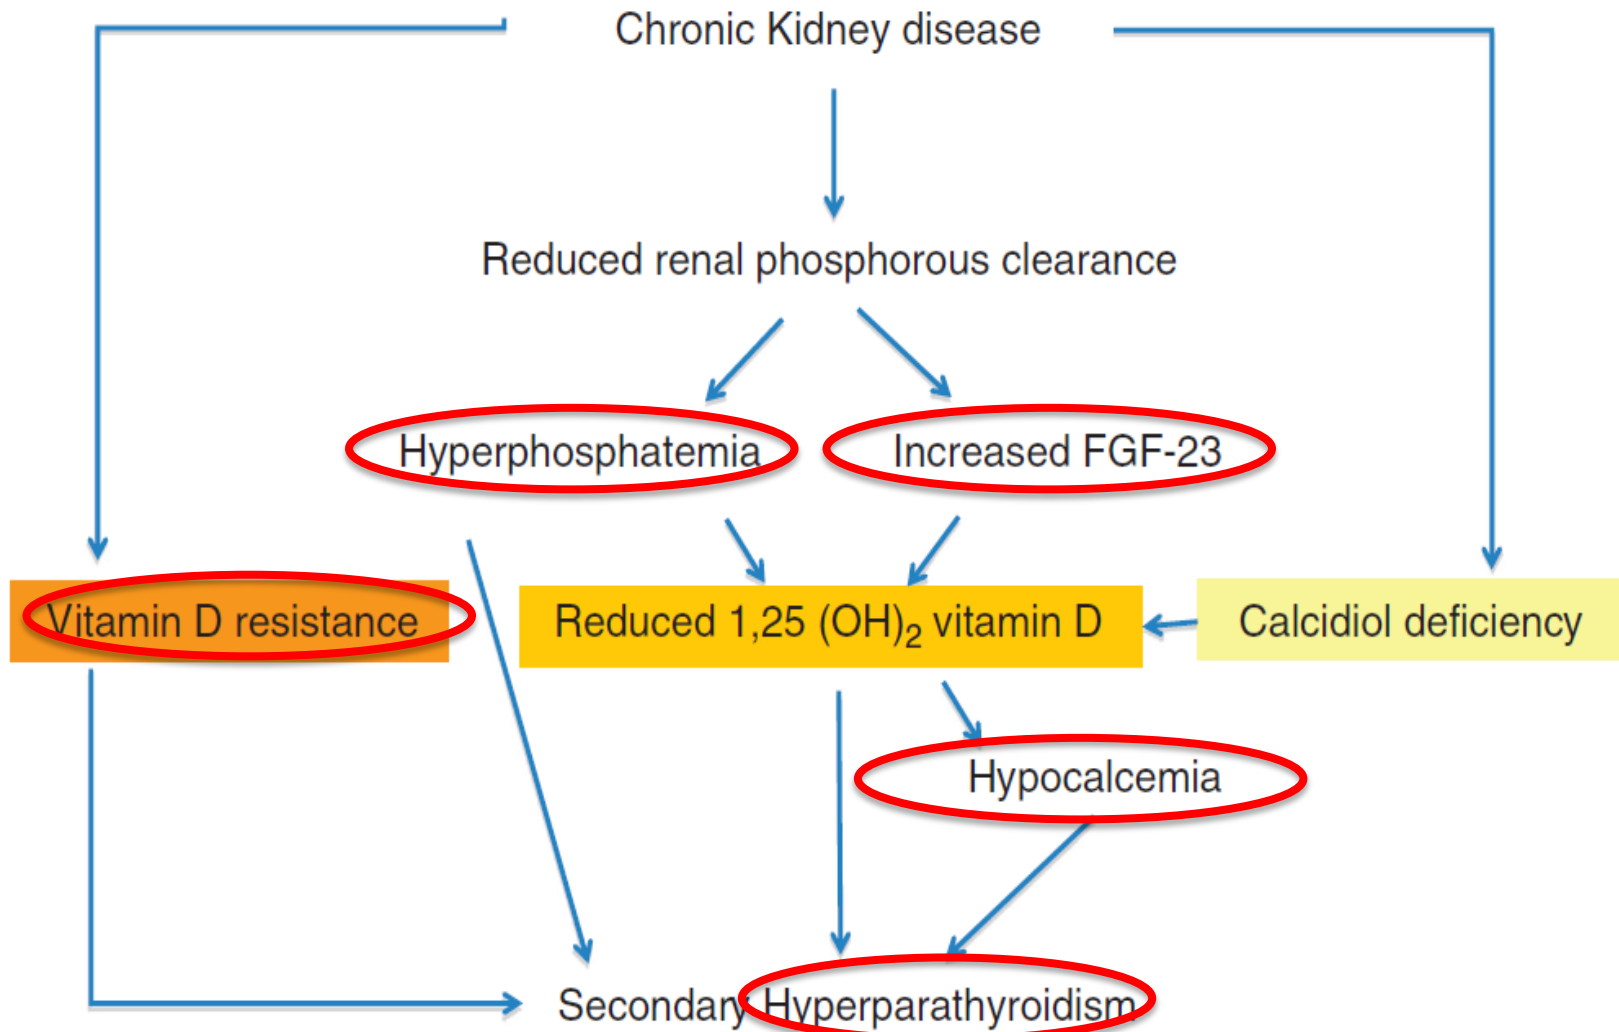 Chronic Kidney disease
Reduced renal phosphorous clearance
Hyperphosphatemia
Increased FGF-23
Vitamin D resistance
Reduced 1,25 (OH)₂ vitamin D
Calcidiol deficiency
Hypocalcemia
Secondary Hyperparathyroidism